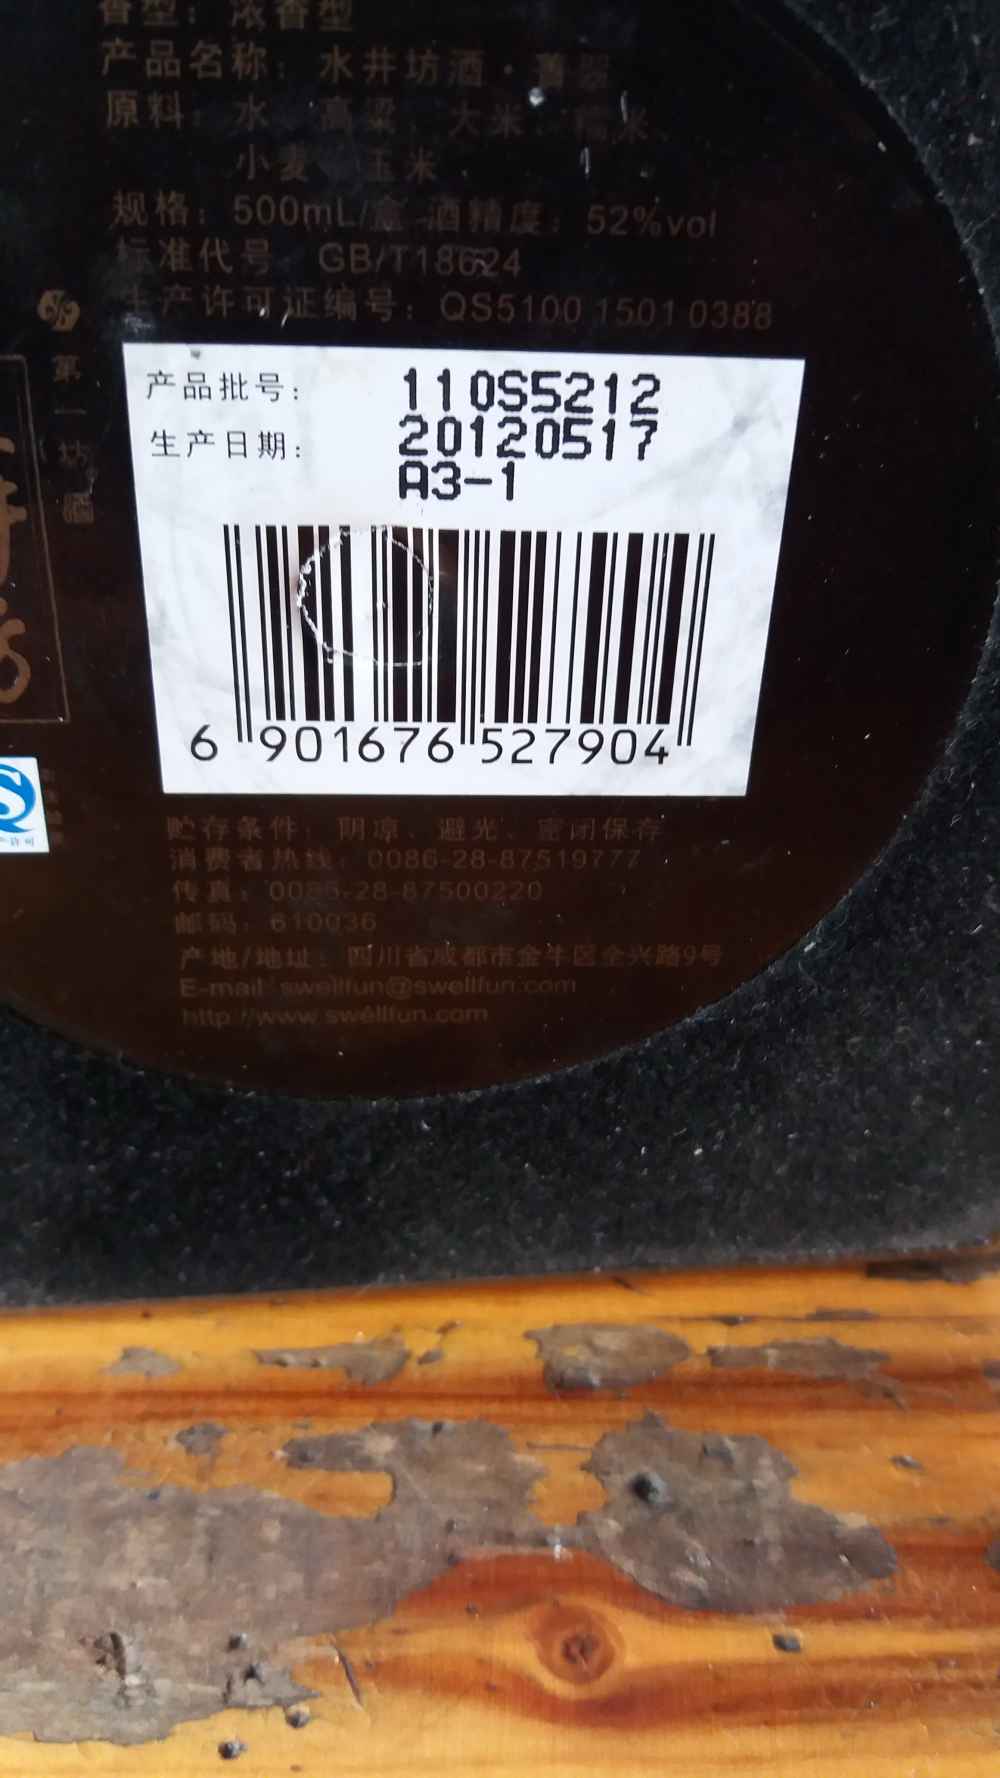 香型：浓香型
产品名称：水井坊酒·菁翠
原料：水、高粱、大米、糯米、
小麦、玉米
规格：500mL/盒 酒精度：52%vol
标准代号 GB/T18624
生产许可证编号：QS5100 1501 0388
第一坊酒
产品批号：110S5212
生产日期：20120517
A3-1
6 901676 527904
贮存条件：阴凉、避光、密闭保存
消费者热线：0086-28-87519777
传真：0086-28-87500220
邮码：610036
产地/地址：四川省成都市金牛区全兴路9号
E-mail:swellfun@swellfun.com
http://www.swellfun.com